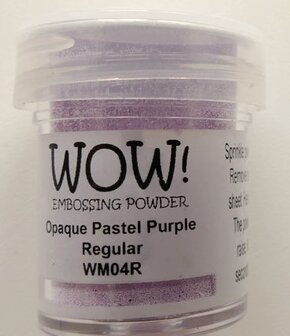 WOW!
EMBOSSING POWDER
Opaque Pastel Purple
Regular
WM04R
Sprinkle
Remove
sheet
The